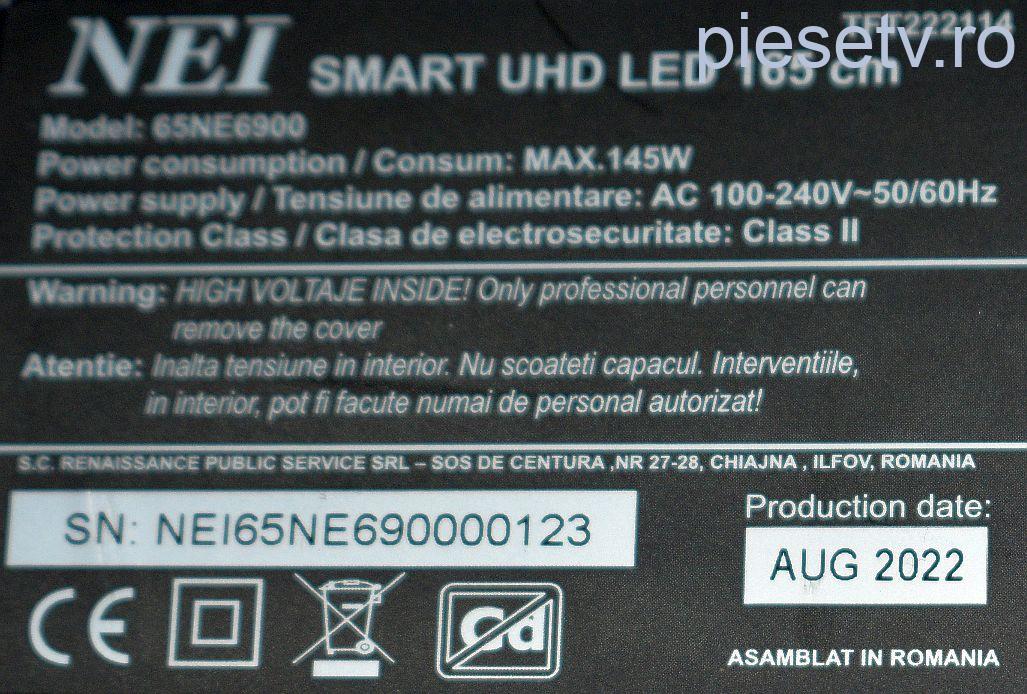 TFT222114
piesetv.ro
NEI SMART UHD LED 165 cm
Model: 65NE6900
Power consumption / Consum: MAX.145W
Power supply / Tensiune de alimentare: AC 100-240V~50/60Hz
Protection Class / Clasa de electrosecuritate: Class II
Warning: HIGH VOLTAJE INSIDE! Only professional personnel can
remove the cover
Atentie: Inalta tensiune in interior. Nu scoateti capacul. Interventiile,
in interior, pot fi facute numai de personal autorizat!
S.C. RENAISSANCE PUBLIC SERVICE SRL – SOS DE CENTURA ,NR 27-28, CHIAJNA , ILFOV, ROMANIA
SN: NEI65NE690000123
Production date:
AUG 2022
CE
Cd
ASAMBLAT IN ROMANIA